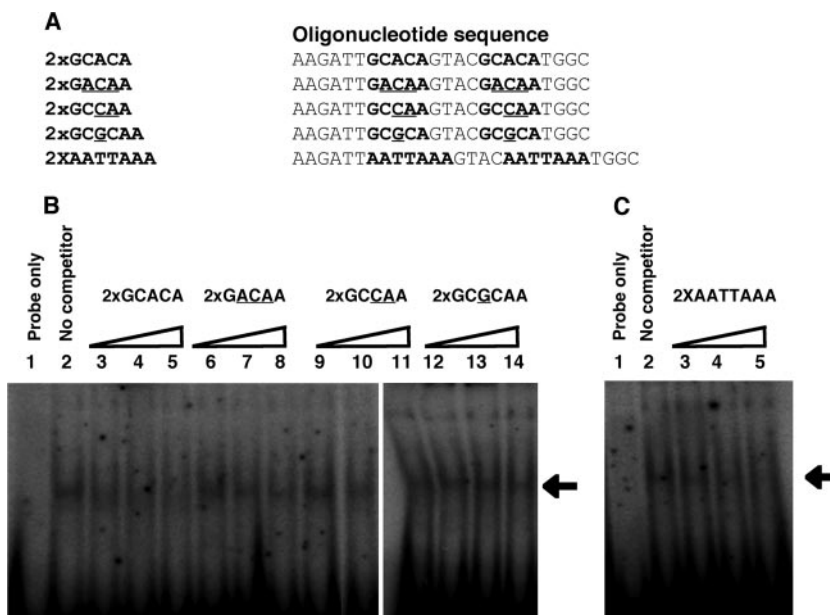 A
Oligonucleotide sequence
2xGCACA AAGATTGCACAGTACGCACATGGC
2xGACAA AAGATTGACAAGTACGACAATGGC
2xGCCAA AAGATTGCCAAGTACGCCAATGGC
2xGCGCAA AAGATTGCGCAGTACGCGCATGGC
2XAATTAAA AAGATTAATTAAAGTACAATTAAATGGC
B
Probe only
No competitor
2xGCACA 2xGACAA 2xGCCAA 2xGCGCAA
1 2 3 4 5 6 7 8 9 10 11 12 13 14
C
Probe only
No competitor
2XAATTAAA
1 2 3 4 5